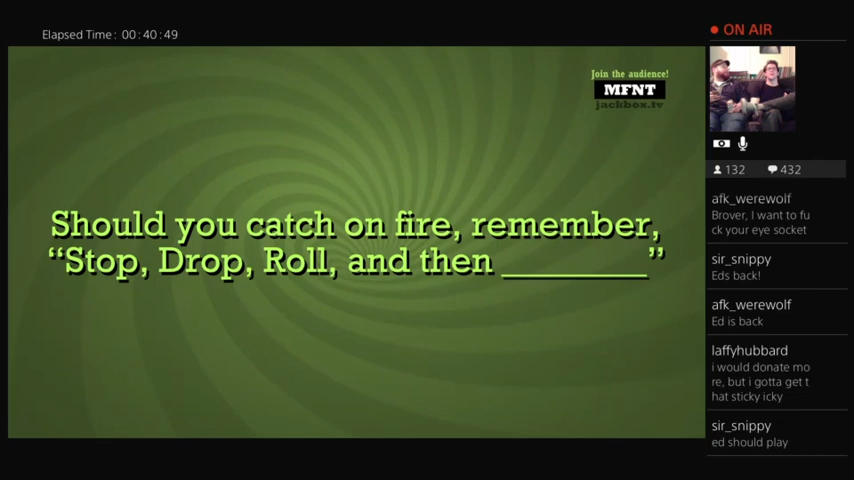 Elapsed Time: 00:40:49
ON AIR
Join the audience!
MFNT
jackbox.tv
Should you catch on fire, remember,
“Stop, Drop, Roll, and then ________”
132 432
afk_werewolf
Brover, I want to fu
ck your eye socket
sir_snippy
Eds back!
afk_werewolf
Ed is back
laffyhubbard
i would donate mo
re, but i gotta get t
hat sticky icky
sir_snippy
ed should play